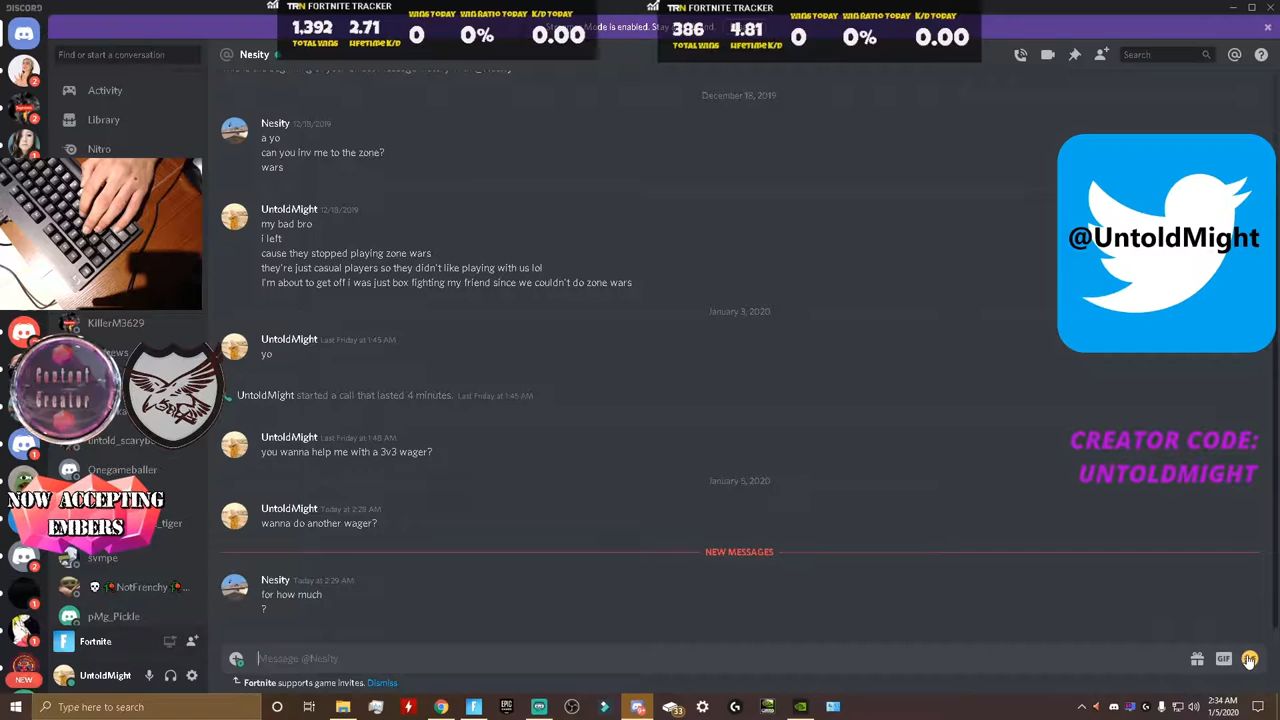 DISCORD
TRN FORTNITE TRACKER
1,392 2.71
TOTAL WINS LIFETIME K/D
WINS TODAY WIN RATIO TODAY K/D TODAY
0 0% 0.00
TRN FORTNITE TRACKER
386 4.81
TOTAL WINS LIFETIME K/D
WINS TODAY WIN RATIO TODAY K/D TODAY
0 0% 0.00
Mode is enabled. Stay
Find or start a conversation
@ Nesity
Search
Activity
Library
Nitro
December 18, 2019
Nesity 12/18/2019
a yo
can you inv me to the zone?
wars
UntoldMight 12/18/2019
my bad bro
i left
cause they stopped playing zone wars
they're just casual players so they didn't like playing with us lol
I'm about to get off i was just box fighting my friend since we couldn't do zone wars
January 3, 2020
UntoldMight Last Friday at 1:45 AM
yo
UntoldMight started a call that lasted 4 minutes. Last Friday at 1:45 AM
UntoldMight Last Friday at 1:48 AM
you wanna help me with a 3v3 wager?
January 5, 2020
UntoldMight Today at 2:28 AM
wanna do another wager?
NEW MESSAGES
Nesity Today at 2:29 AM
for how much
?
Message @Nesity
GIF
Fortnite supports game invites. Dismiss
KillerM3629
Content
Creator
Onegameballer
NOW ACCEPTING
EMBERS
_tiger
svmpe
NotFrenchy
pMg_Pickle
Fortnite
UntoldMight
NEW
@UntoldMight
CREATOR CODE:
UNTOLDMIGHT
Type here to search
EPIC
33
2:34 AM
1/5/2020